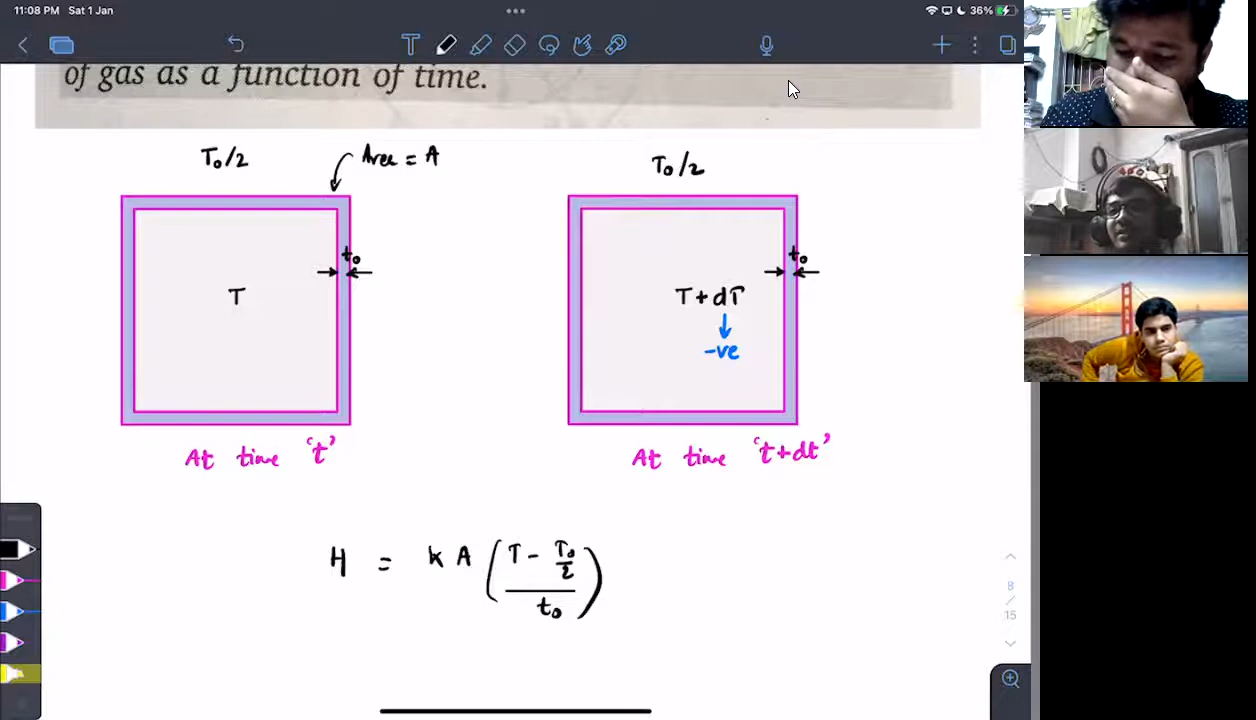 11:08 PM Sat 1 Jan
36%
of gas as a function of time.
T₀/2
Area = A
t₀
T
At time 't'
T₀/2
t₀
T+dT
-ve
At time 't+dt'
H = K A (T - T₀/2 / t₀)
8
/
15